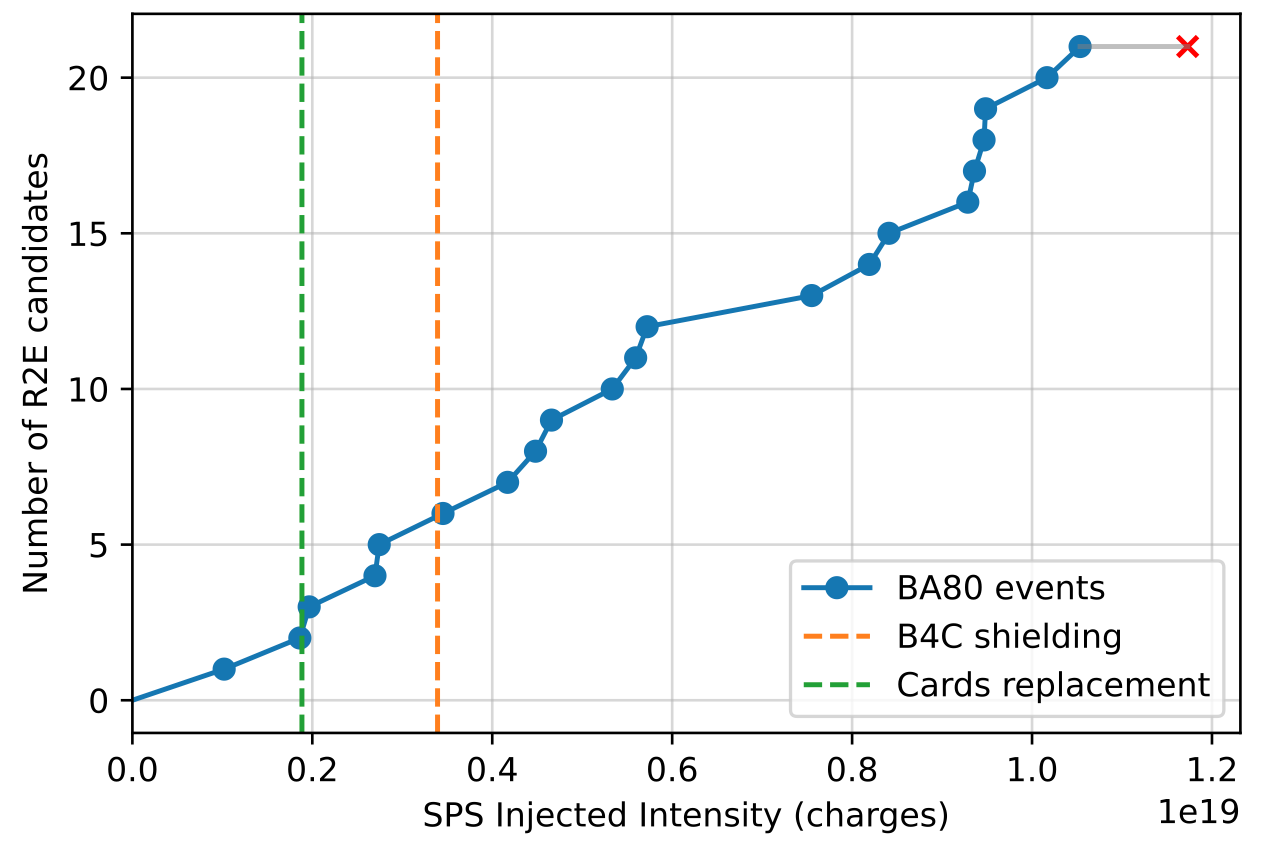 Number of R2E candidates
20
15
10
5
0
0.0 0.2 0.4 0.6 0.8 1.0 1.2
SPS Injected Intensity (charges)
1e19
BA80 events
B4C shielding
Cards replacement